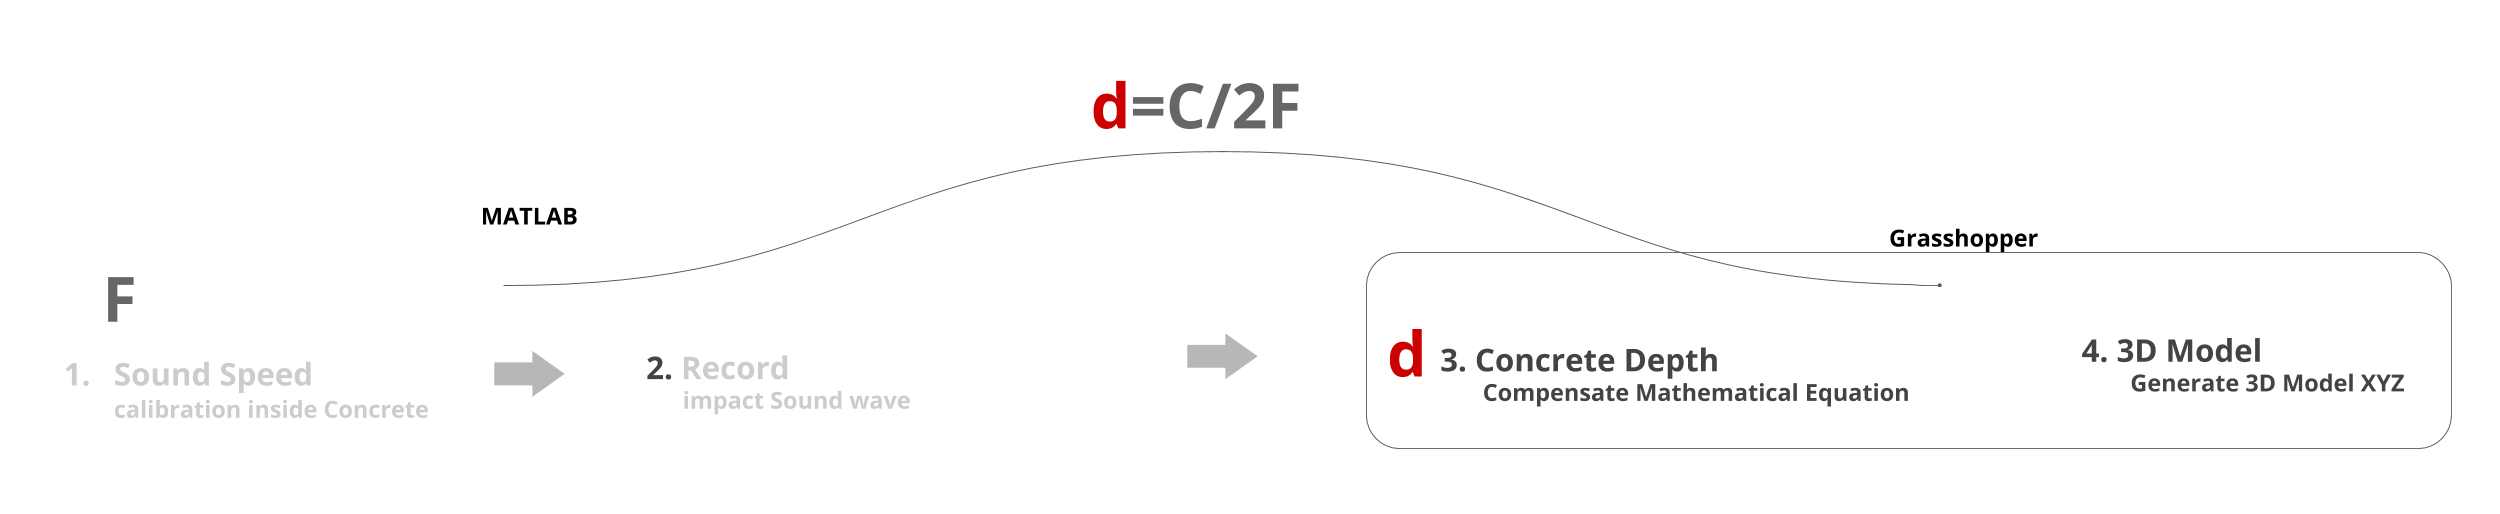 d=C/2F
MATLAB
Grasshopper
F
1. Sound Speed
Calibration inside Concrete
2. Record
impact Sound wave
d 3. Concreete Depth
Compensate Mathematical Equation
4. 3D Model
Generate 3D Model XYZ